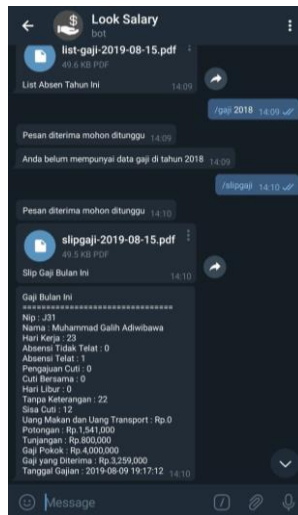 Look Salary
bot
list-gaji-2019-08-15.pdf
49.6 KB PDF
List Absen Tahun Ini 14:09
/gaji 2018 14:09
Pesan diterima mohon ditunggu 14:09
Anda belum mempunyai data gaji di tahun 2018 14:09
/slipgaji 14:10
Pesan diterima mohon ditunggu 14:10
slipgaji-2019-08-15.pdf
49.5 KB PDF
Slip Gaji Bulan Ini 14:10
Gaji Bulan Ini
================================
Nip : J31
Nama : Muhammad Galih Adiwibawa
Hari Kerja : 23
Absensi Tidak Telat : 0
Absensi Telat : 1
Pengajuan Cuti : 0
Cuti Bersama : 0
Hari Libur : 0
Tanpa Keterangan : 22
Sisa Cuti : 12
Uang Makan dan Uang Transport : Rp.0
Potongan : Rp.1,541,000
Tunjangan : Rp.800,000
Gaji Pokok : Rp.4,000,000
Gaji yang Diterima : Rp.3,259,000
Tanggal Gajian : 2019-08-09 19:17:12 14:10
Message